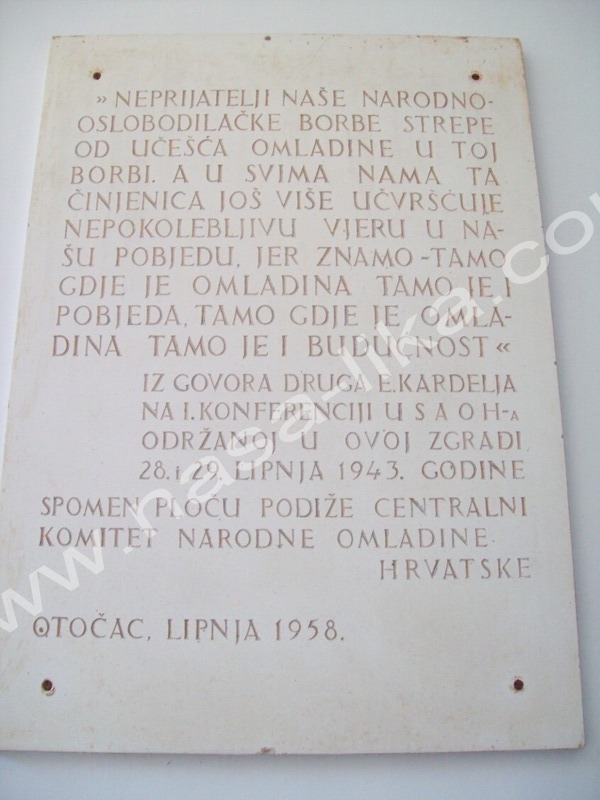 » NEPRIJATELJI NAŠE NARODNO-
OSLOBODILAČKE BORBE STREPE
OD UČEŠĆA OMLADINE U TOJ
BORBI. A U SVIMA NAMA TA
ČINJENICA JOŠ VIŠE UČVRŠĆUJE
NEPOKOLEBLJIVU VJERU U NA-
ŠU POBJEDU, JER ZNAMO - TAMO
GDJE JE OMLADINA TAMO JE I
POBJEDA, TAMO GDJE JE OMLA-
DINA TAMO JE I BUDUĆNOST «
IZ GOVORA DRUGA E. KARDELJA
NA I. KONFERENCIJI U S A O H-a
ODRŽANOJ U OVOJ ZGRADI
28. i 29. LIPNJA 1943. GODINE
SPOMEN PLOČU PODIŽE CENTRALNI
KOMITET NARODNE OMLADINE
HRVATSKE
OTOČAC, LIPNJA 1958.
www.nasa-lika.com